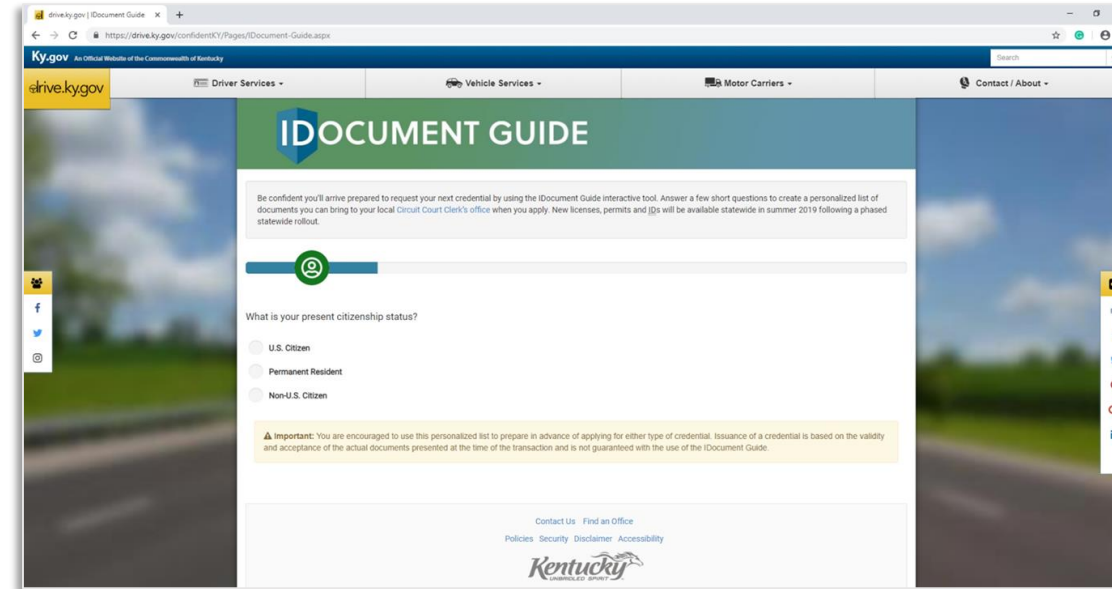 drive.ky.gov | IDocument Guide
https://drive.ky.gov/confidentKY/Pages/IDocument-Guide.aspx
Ky.gov An Official Website of the Commonwealth of Kentucky
Search
drive.ky.gov
Driver Services
Vehicle Services
Motor Carriers
Contact / About
IDOCUMENT GUIDE
Be confident you'll arrive prepared to request your next credential by using the IDocument Guide interactive tool. Answer a few short questions to create a personalized list of
documents you can bring to your local Circuit Court Clerk's office when you apply. New licenses, permits and IDs will be available statewide in summer 2019 following a phased
statewide rollout.
What is your present citizenship status?
U.S. Citizen
Permanent Resident
Non-U.S. Citizen
Important: You are encouraged to use this personalized list to prepare in advance of applying for either type of credential. Issuance of a credential is based on the validity
and acceptance of the actual documents presented at the time of the transaction and is not guaranteed with the use of the IDocument Guide.
Contact Us Find an Office
Policies Security Disclaimer Accessibility
Kentucky
UNBRIDLED SPIRIT